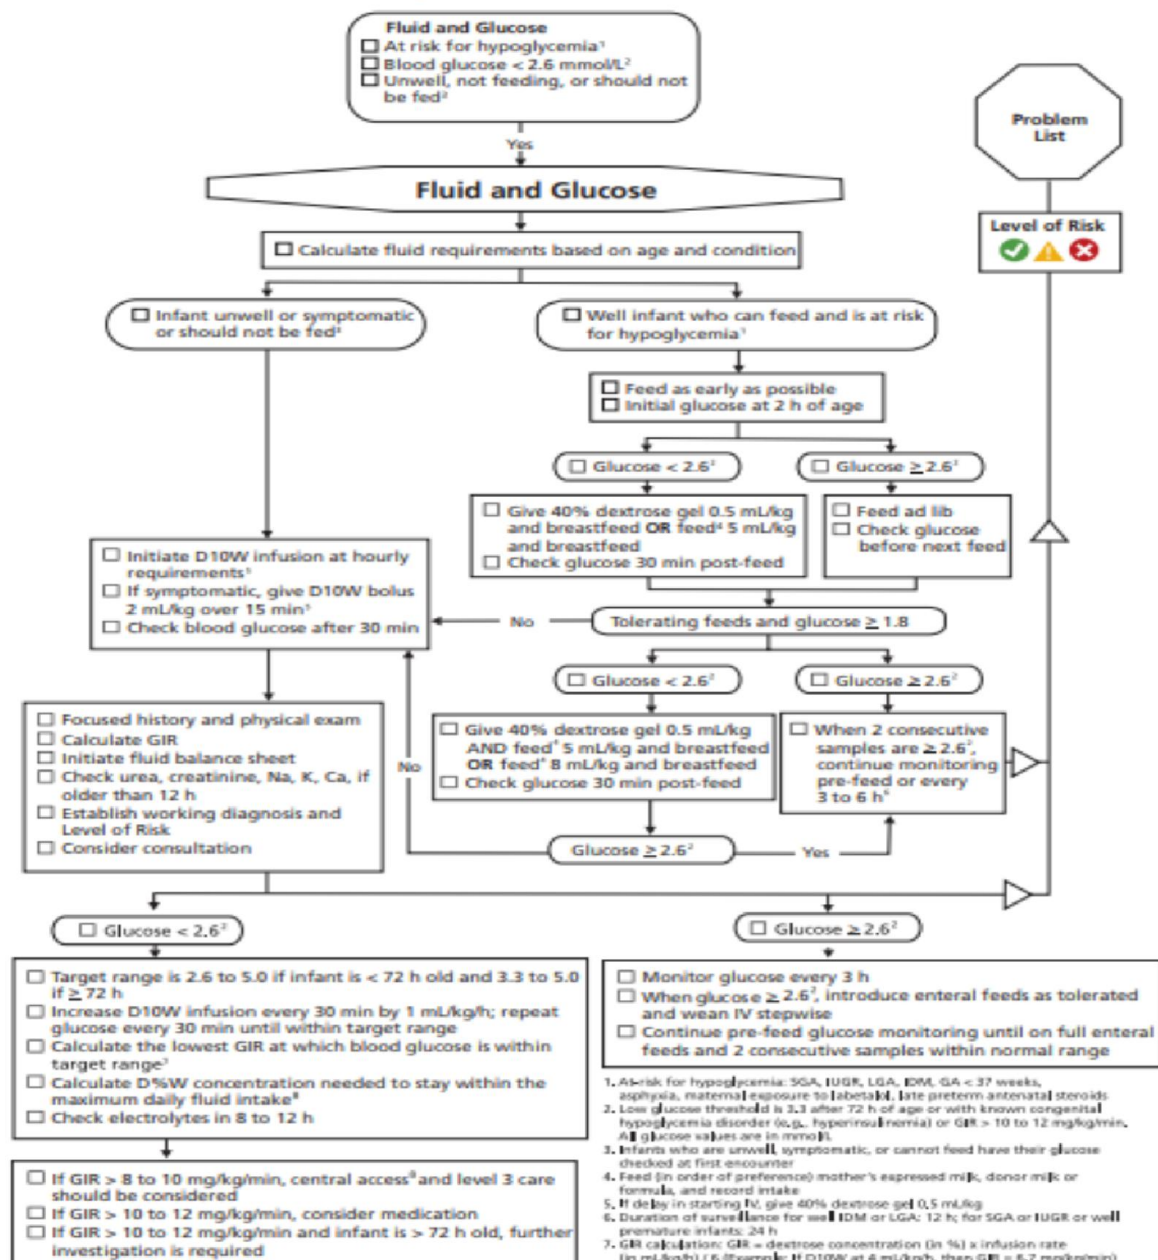 Fluid and Glucose
☐ At risk for hypoglycemia¹
☐ Blood glucose < 2.6 mmol/L²
☐ Unwell, not feeding, or should not
be fed³
Yes
Problem
List
Fluid and Glucose
Level of Risk
☐ Calculate fluid requirements based on age and condition
☐ Infant unwell or symptomatic
or should not be fed³
☐ Well infant who can feed and is at risk
for hypoglycemia¹
☐ Feed as early as possible
☐ Initial glucose at 2 h of age
☐ Glucose < 2.6²
☐ Glucose ≥ 2.6²
☐ Give 40% dextrose gel 0.5 mL/kg
and breastfeed OR feed⁴ 5 mL/kg
and breastfeed
☐ Check glucose 30 min post-feed
☐ Feed ad lib
☐ Check glucose
before next feed
☐ Initiate D10W infusion at hourly
requirements⁵
☐ If symptomatic, give D10W bolus
2 mL/kg over 15 min⁵
☐ Check blood glucose after 30 min
No
Tolerating feeds and glucose ≥ 1.8
☐ Glucose < 2.6²
☐ Glucose ≥ 2.6²
☐ Give 40% dextrose gel 0.5 mL/kg
AND feed⁴ 5 mL/kg and breastfeed
OR feed⁴ 8 mL/kg and breastfeed
☐ Check glucose 30 min post-feed
☐ When 2 consecutive
samples are ≥ 2.6²,
continue monitoring
pre-feed or every
3 to 6 h⁶
No
☐ Focused history and physical exam
☐ Calculate GIR
☐ Initiate fluid balance sheet
☐ Check urea, creatinine, Na, K, Ca, if
older than 12 h
☐ Establish working diagnosis and
Level of Risk
☐ Consider consultation
Glucose ≥ 2.6²
Yes
☐ Glucose < 2.6²
☐ Glucose ≥ 2.6²
☐ Target range is 2.6 to 5.0 if infant is < 72 h old and 3.3 to 5.0
if ≥ 72 h
☐ Increase D10W infusion every 30 min by 1 mL/kg/h; repeat
glucose every 30 min until within target range
☐ Calculate the lowest GIR at which blood glucose is within
target range⁷
☐ Calculate D%W concentration needed to stay within the
maximum daily fluid intake⁸
☐ Check electrolytes in 8 to 12 h
☐ Monitor glucose every 3 h
☐ When glucose ≥ 2.6², introduce enteral feeds as tolerated
and wean IV stepwise
☐ Continue pre-feed glucose monitoring until on full enteral
feeds and 2 consecutive samples within normal range
☐ If GIR > 8 to 10 mg/kg/min, central access⁹ and level 3 care
should be considered
☐ If GIR > 10 to 12 mg/kg/min, consider medication
☐ If GIR > 10 to 12 mg/kg/min and infant is > 72 h old, further
investigation is required
1. At-risk for hypoglycemia: SGA, IUGR, LGA, IDM, GA < 37 weeks,
asphyxia, maternal exposure to labetalol, late preterm antenatal steroids
2. Low glucose threshold is 3.3 after 72 h of age or with known congenital
hypoglycemia disorder (e.g., hyperinsulinemia) or GIR > 10 to 12 mg/kg/min.
All glucose values are in mmol/L
3. Infants who are unwell, symptomatic, or cannot feed have their glucose
checked at first encounter
4. Feed (in order of preference) mother's expressed milk, donor milk or
formula, and record intake
5. If delay in starting IV, give 40% dextrose gel 0.5 mL/kg
6. Duration of surveillance for well IDM or LGA: 12 h; for SGA or IUGR or well
premature infants: 24 h
7. GIR calculation: GIR = dextrose concentration (in %) x infusion rate
(in mL/kg/h) / 6 (Example: If D10W at 4 mL/kg/h, than GIR = 6.7 mg/kg/min)